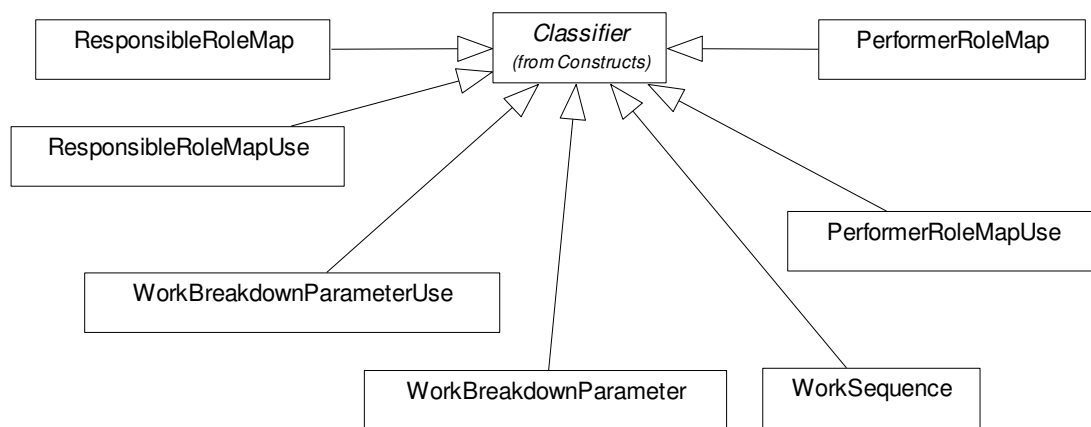 ResponsibleRoleMap
Classifier
(from Constructs)
PerformerRoleMap
ResponsibleRoleMapUse
PerformerRoleMapUse
WorkBreakdownParameterUse
WorkBreakdownParameter
WorkSequence